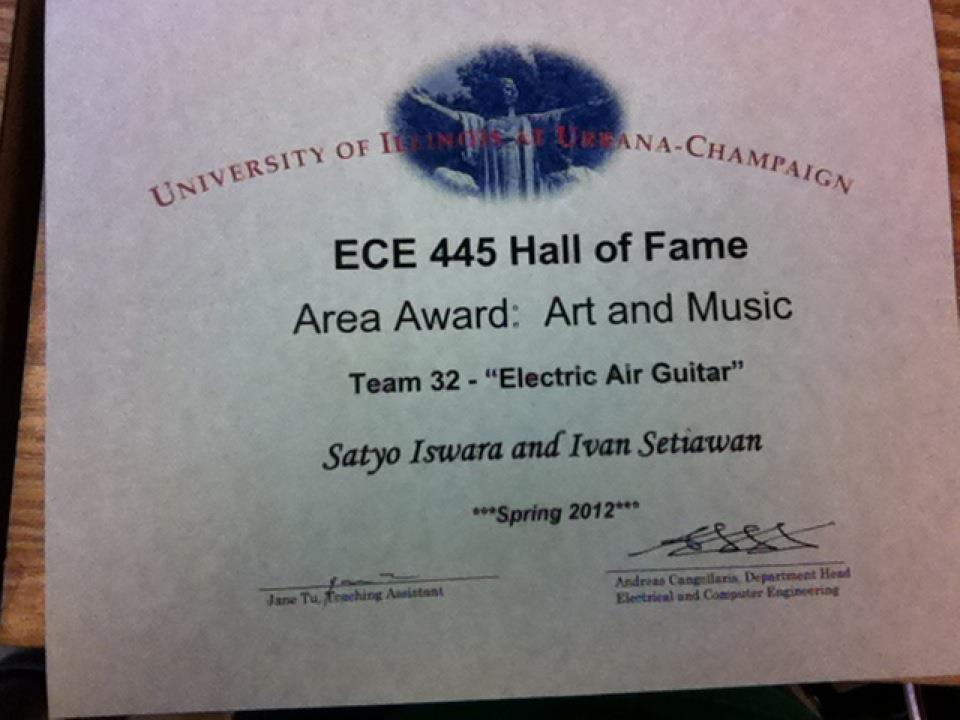 UNIVERSITY OF ILLINOIS AT URBANA-CHAMPAIGN
ECE 445 Hall of Fame
Area Award: Art and Music
Team 32 - “Electric Air Guitar”
Satyo Iswara and Ivan Setiawan
***Spring 2012***
Jane Tu, Teaching Assistant
Andreas Cangellaris, Department Head
Electrical and Computer Engineering